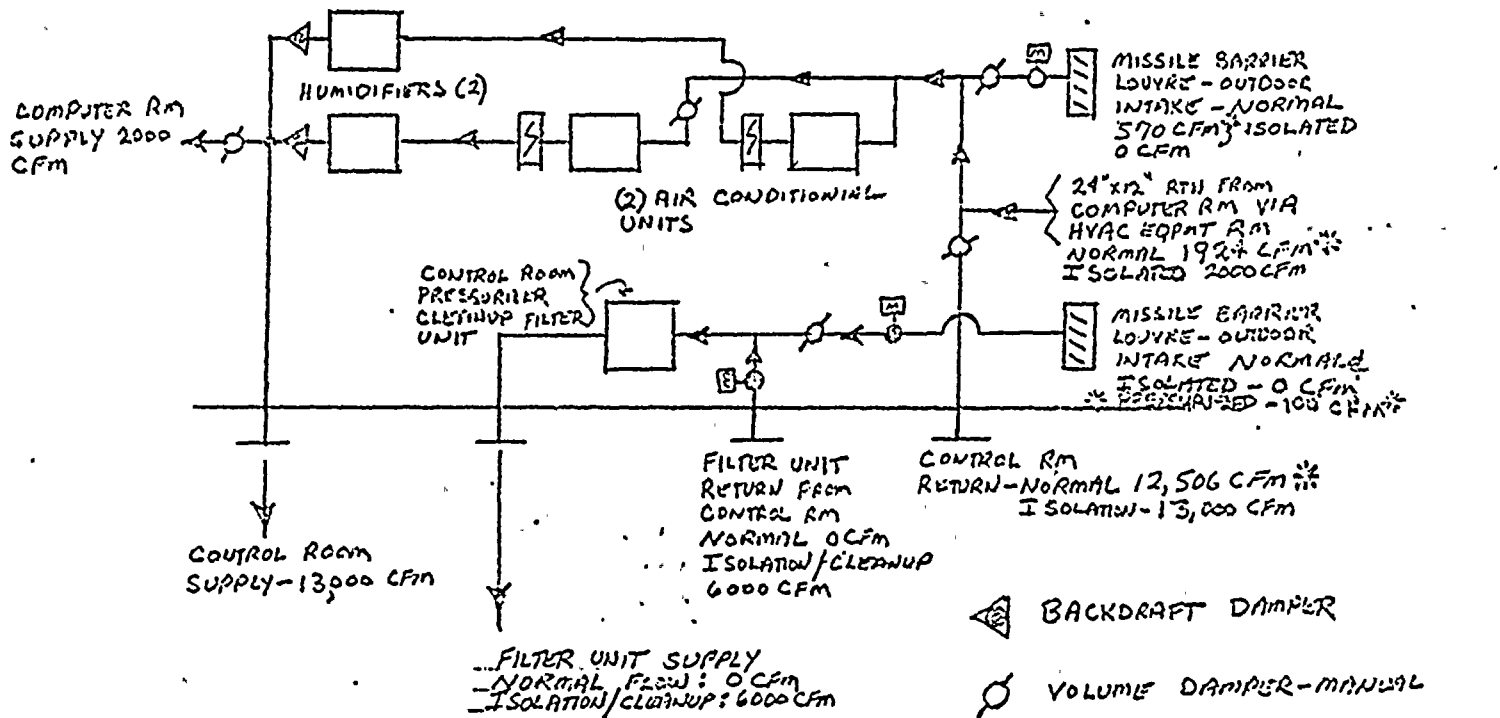 HUMIDIFIERS (2)
COMPUTER RM
SUPPLY 2000
CFM
MISSILE BARRIER
LOUVRE - OUTDOOR
INTAKE - NORMAL
570 CFM ISOLATED
0 CFM
M
(2) AIR CONDITIONING
UNITS
24"x12" RTN FROM
COMPUTER RM VIA
HVAC EQPMT RM
NORMAL 1924 CFM
ISOLATED 2000 CFM
CONTROL ROOM
PRESSURIZER
CLEANUP FILTER
UNIT
M
MISSILE BARRIER
LOUVRE - OUTDOOR
INTAKE NORMAL &
ISOLATED - 0 CFM
- 100 CFM
FILTER UNIT
RETURN FROM
CONTROL RM
NORMAL 0 CFM
ISOLATION/CLEANUP
6000 CFM
CONTROL RM
RETURN - NORMAL 12,506 CFM
ISOLATION - 13,000 CFM
CONTROL ROOM
SUPPLY - 13,000 CFM
FILTER UNIT SUPPLY
NORMAL FLOW: 0 CFM
ISOLATION/CLEANUP: 6000 CFM
BACKDRAFT DAMPER
VOLUME DAMPER - MANUAL